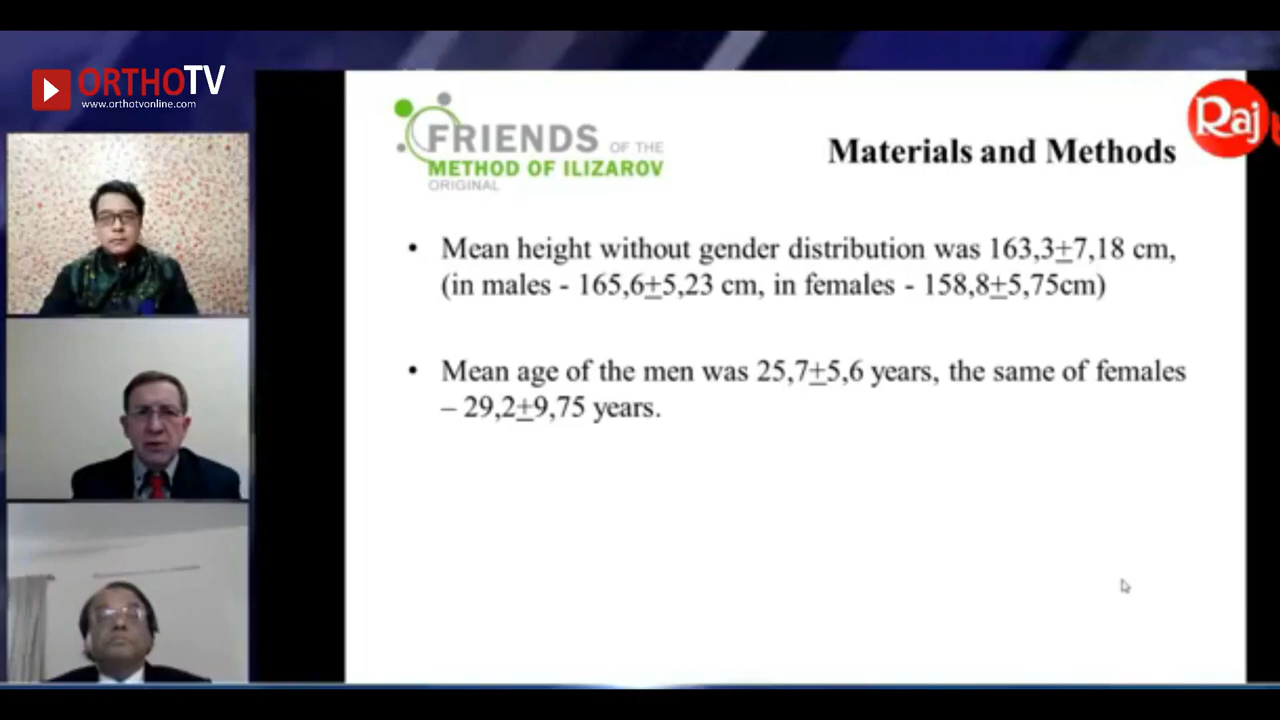 ORTHOTV
www.orthotvonline.com
FRIENDS OF THE
METHOD OF ILIZAROV
ORIGINAL
Materials and Methods
Raj
• Mean height without gender distribution was 163,3±7,18 cm,
(in males - 165,6±5,23 cm, in females - 158,8±5,75cm)
• Mean age of the men was 25,7±5,6 years, the same of females
– 29,2±9,75 years.